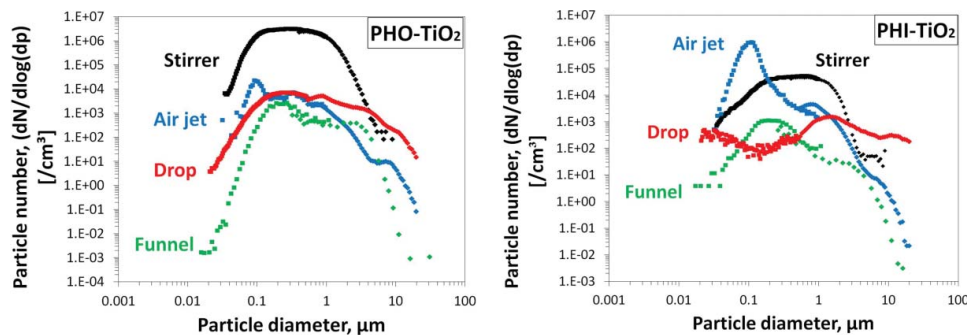 PHO-TiO₂
Particle number, (dN/dlog(dp)
[/cm³]
1.E+07
1.E+06
1.E+05
1.E+04
1.E+03
1.E+02
1.E+01
1.E+00
1.E-01
1.E-02
1.E-03
1.E-04
Stirrer
Air jet
Drop
Funnel
0.001 0.01 0.1 1 10 100
Particle diameter, µm
PHI-TiO₂
Particle number, (dN/dlog(dp)
[/cm³]
1.E+07
1.E+06
1.E+05
1.E+04
1.E+03
1.E+02
1.E+01
1.E+00
1.E-01
1.E-02
1.E-03
Air jet
Stirrer
Drop
Funnel
0.001 0.01 0.1 1 10 100
Particle diameter, µm